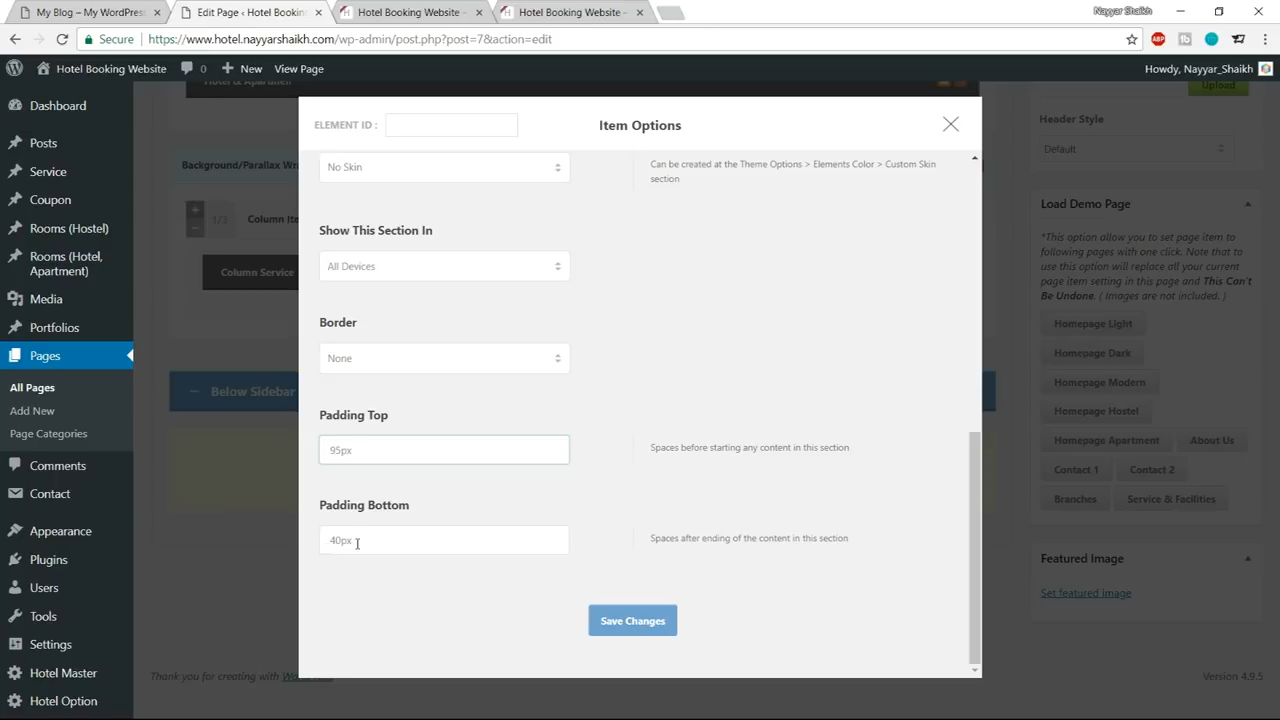 My Blog – My WordPress
Edit Page ‹ Hotel Bookin
Hotel Booking Website –
Hotel Booking Website –
Nayyar Shaikh
Secure
https://www.hotel.nayyarshaikh.com/wp-admin/post.php?post=7&action=edit
Hotel Booking Website
0
New
View Page
Howdy, Nayyar_Shaikh
Dashboard
Posts
Service
Coupon
Rooms (Hostel)
Rooms (Hotel,
Apartment)
Media
Portfolios
Pages
All Pages
Add New
Page Categories
Comments
Contact
Appearance
Plugins
Users
Tools
Settings
Hotel Master
Hotel Option
Background/Parallax Wr
1/3
Column Ite
Column Service
Below Sidebar
Thank you for creating with
ELEMENT ID :
Item Options
No Skin
Can be created at the Theme Options > Elements Color > Custom Skin
section
Show This Section In
All Devices
Border
None
Padding Top
95px
Spaces before starting any content in this section
Padding Bottom
40px
Spaces after ending of the content in this section
Save Changes
Upload
Header Style
Default
Load Demo Page
*This option allow you to set page item to
following pages with one click. Note that to
use this option will replace all your current
page item setting in this page and This Can't
Be Undone. ( Images are not included. )
Homepage Light
Homepage Dark
Homepage Modern
Homepage Hostel
Homepage Apartment
About Us
Contact 1
Contact 2
Branches
Service & Facilities
Featured Image
Set featured image
Version 4.9.5